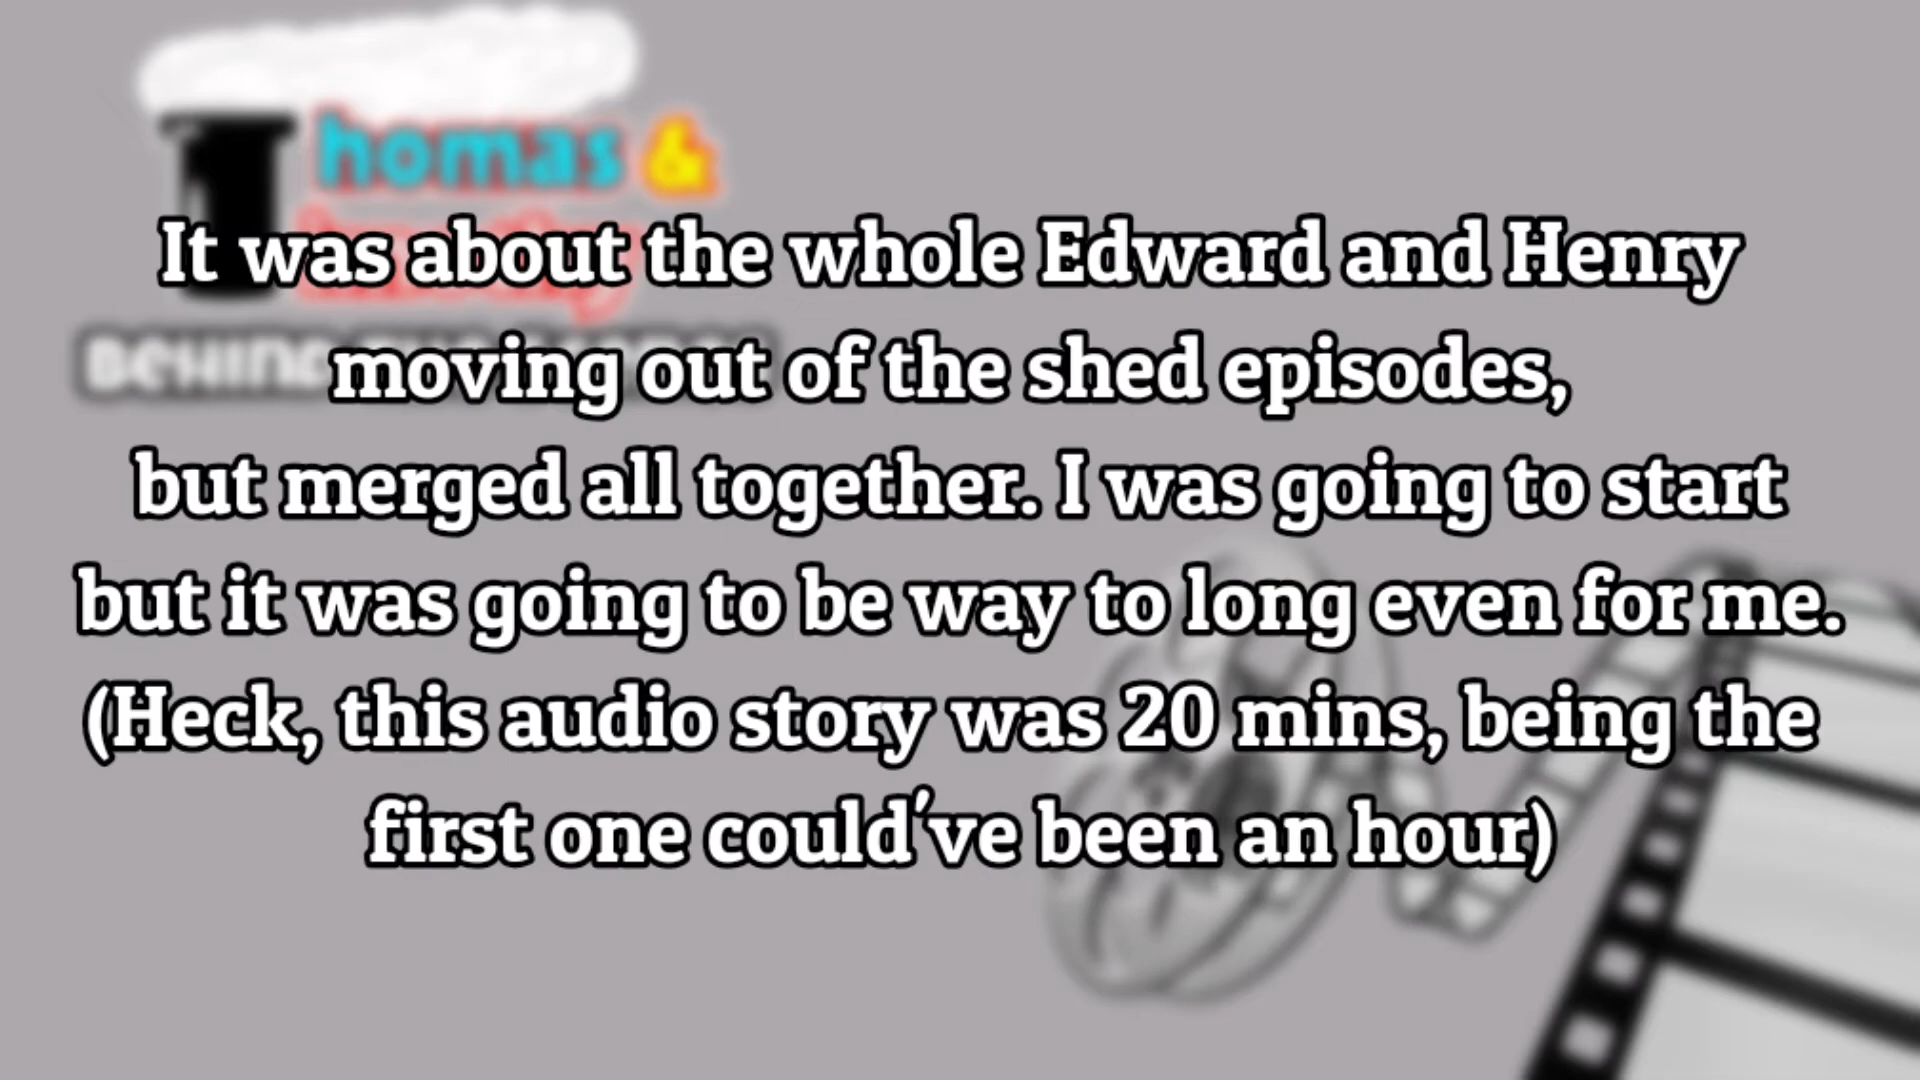 homas &
It was about the whole Edward and Henry
moving out of the shed episodes,
but merged all together. I was going to start
but it was going to be way to long even for me.
(Heck, this audio story was 20 mins, being the
first one could've been an hour)